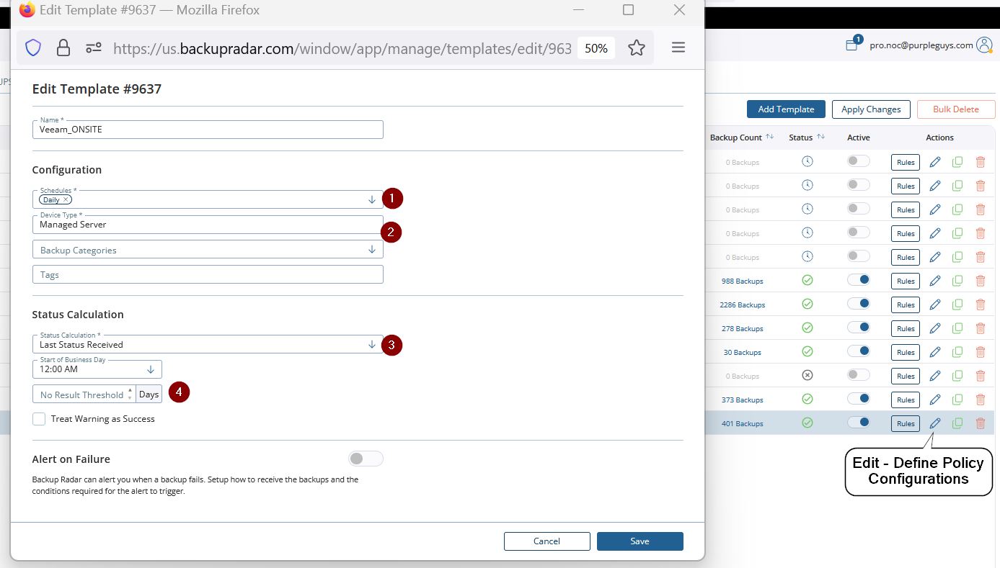 Edit Template #9637 — Mozilla Firefox
https://us.backupradar.com/window/app/manage/templates/edit/963
50%
1
pro.noc@purpleguys.com
UPS
Edit Template #9637
Add Template
Apply Changes
Bulk Delete
Name *
Veeam_ONSITE
Backup Count
Status
Active
Actions
0 Backups
Rules
0 Backups
Rules
0 Backups
Rules
0 Backups
Rules
0 Backups
Rules
988 Backups
Rules
2286 Backups
Rules
278 Backups
Rules
30 Backups
Rules
0 Backups
Rules
373 Backups
Rules
401 Backups
Rules
Configuration
Schedules *
Daily
1
Device Type *
Managed Server
2
Backup Categories
Tags
Status Calculation
Status Calculation *
Last Status Received
3
Start of Business Day
12:00 AM
No Result Threshold
Days
4
Treat Warning as Success
Alert on Failure
Backup Radar can alert you when a backup fails. Setup how to receive the backups and the
conditions required for the alert to trigger.
Edit - Define Policy
Configurations
Cancel
Save